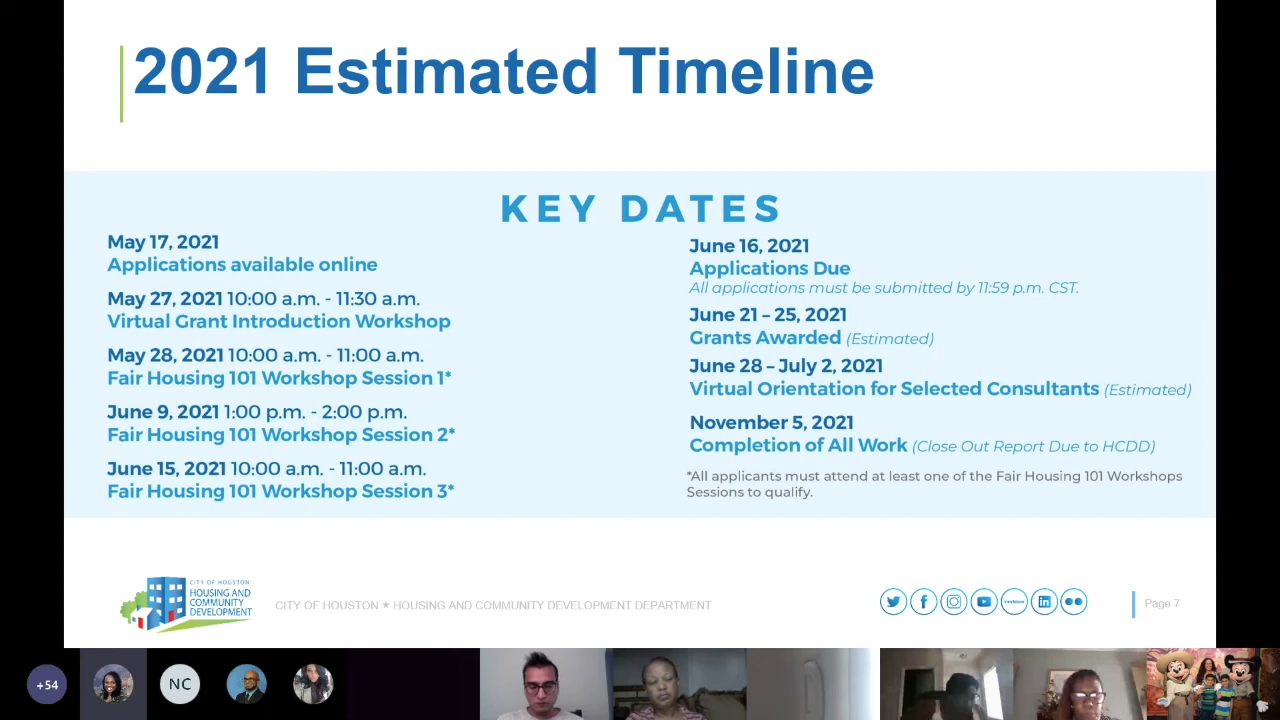 2021 Estimated Timeline
KEY DATES
May 17, 2021
Applications available online
May 27, 2021 10:00 a.m. - 11:30 a.m.
Virtual Grant Introduction Workshop
May 28, 2021 10:00 a.m. - 11:00 a.m.
Fair Housing 101 Workshop Session 1*
June 9, 2021 1:00 p.m. - 2:00 p.m.
Fair Housing 101 Workshop Session 2*
June 15, 2021 10:00 a.m. - 11:00 a.m.
Fair Housing 101 Workshop Session 3*
June 16, 2021
Applications Due
All applications must be submitted by 11:59 p.m. CST.
June 21 – 25, 2021
Grants Awarded (Estimated)
June 28 – July 2, 2021
Virtual Orientation for Selected Consultants (Estimated)
November 5, 2021
Completion of All Work (Close Out Report Due to HCDD)
*All applicants must attend at least one of the Fair Housing 101 Workshops
Sessions to qualify.
CITY OF HOUSTON
HOUSING AND
COMMUNITY
DEVELOPMENT
CITY OF HOUSTON ★ HOUSING AND COMMUNITY DEVELOPMENT DEPARTMENT
Page 7
+54
NC